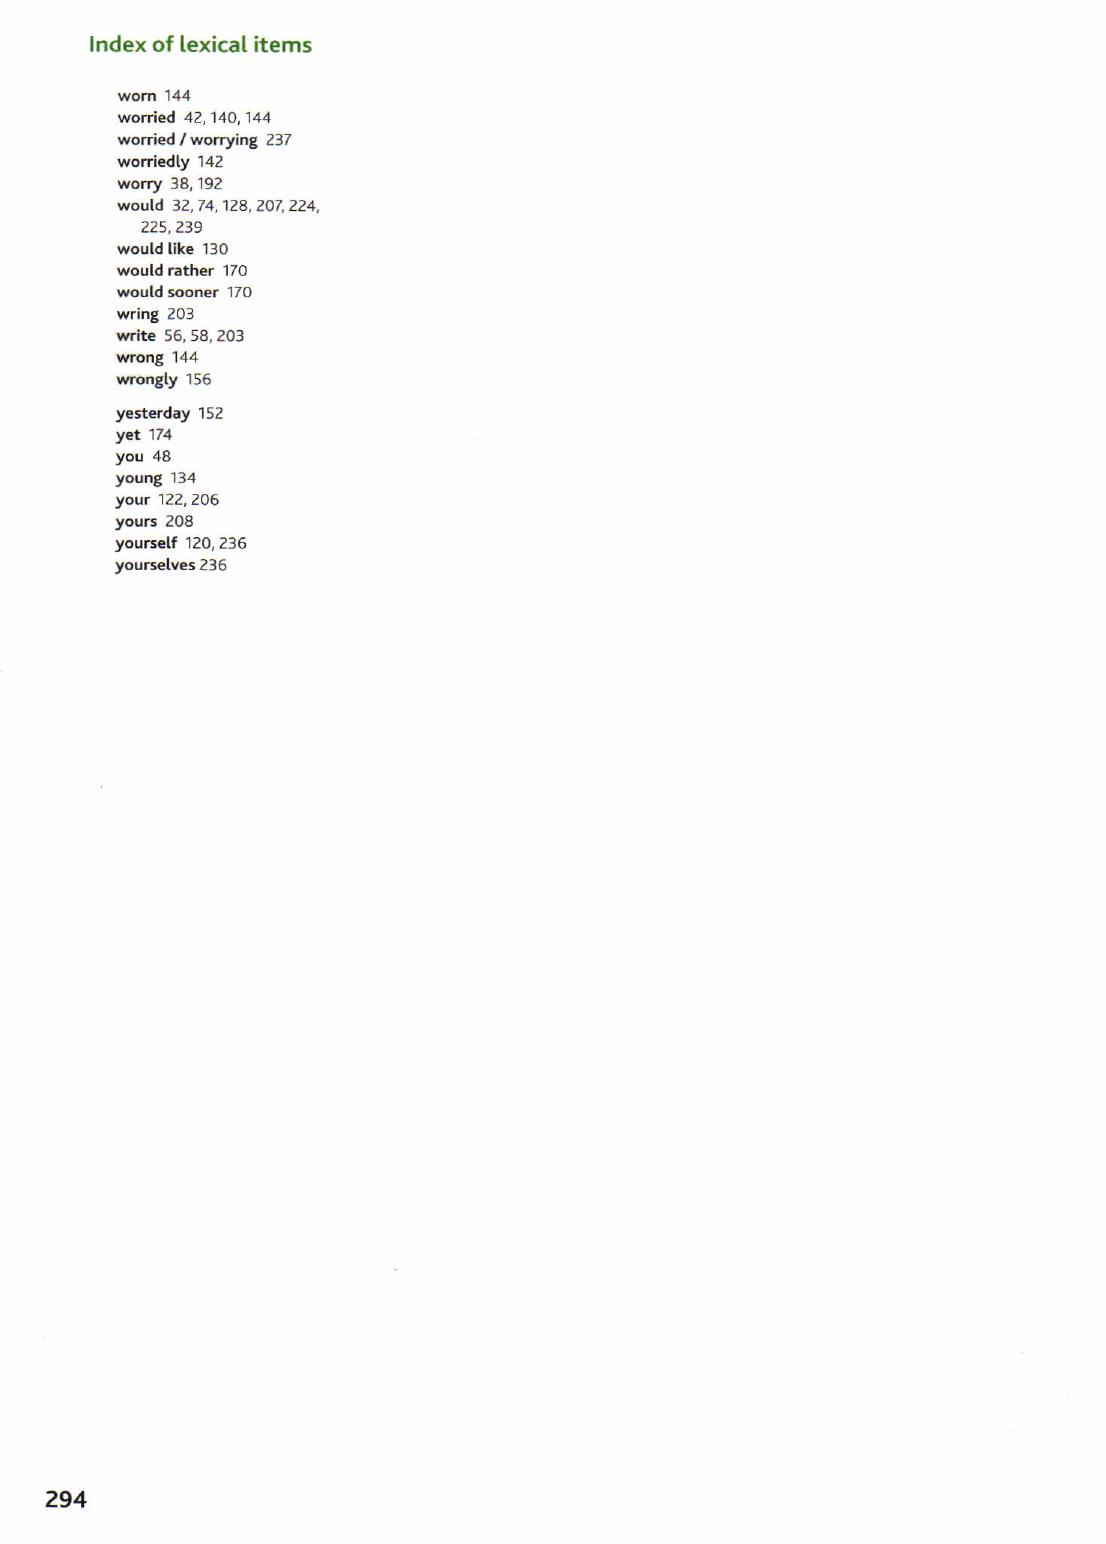 Index of lexical items
worn 144
worried 42, 140, 144
worried / worrying 237
worriedly 142
worry 38, 192
would 32, 74, 128, 207, 224,
225, 239
would like 130
would rather 170
would sooner 170
wring 203
write 56, 58, 203
wrong 144
wrongly 156
yesterday 152
yet 174
you 48
young 134
your 122, 206
yours 208
yourself 120, 236
yourselves 236
294